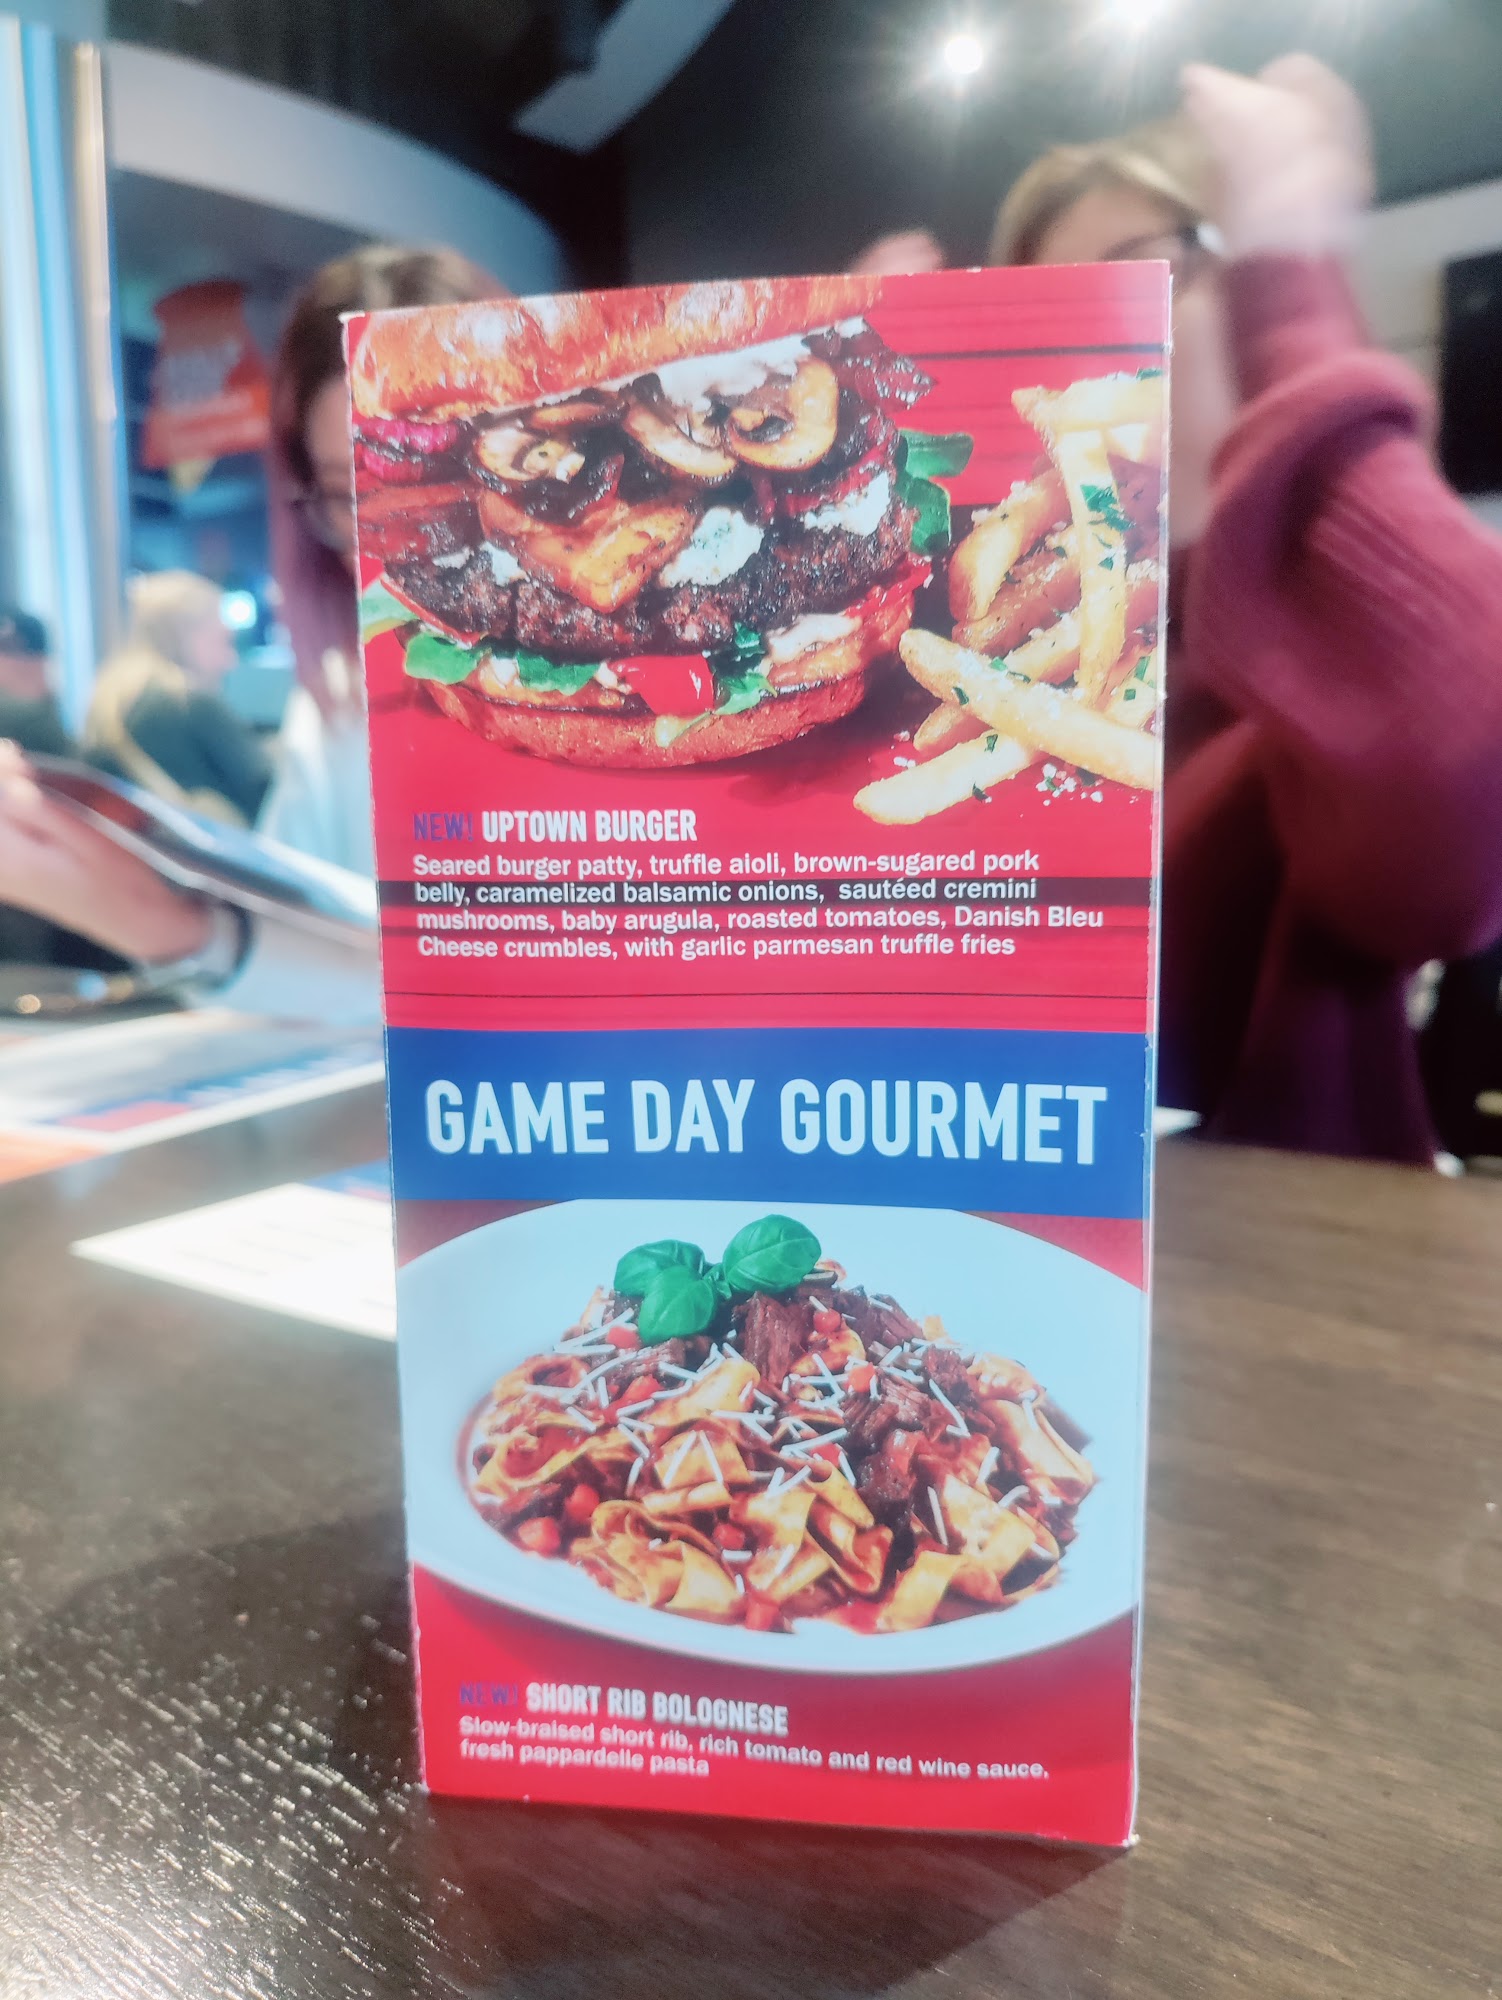 NEW! UPTOWN BURGER
Seared burger patty, truffle aioli, brown-sugared pork
belly, caramelized balsamic onions, sautéed cremini
mushrooms, baby arugula, roasted tomatoes, Danish Bleu
Cheese crumbles, with garlic parmesan truffle fries
GAME DAY GOURMET
NEW! SHORT RIB BOLOGNESE
Slow-braised short rib, rich tomato and red wine sauce,
fresh pappardelle pasta